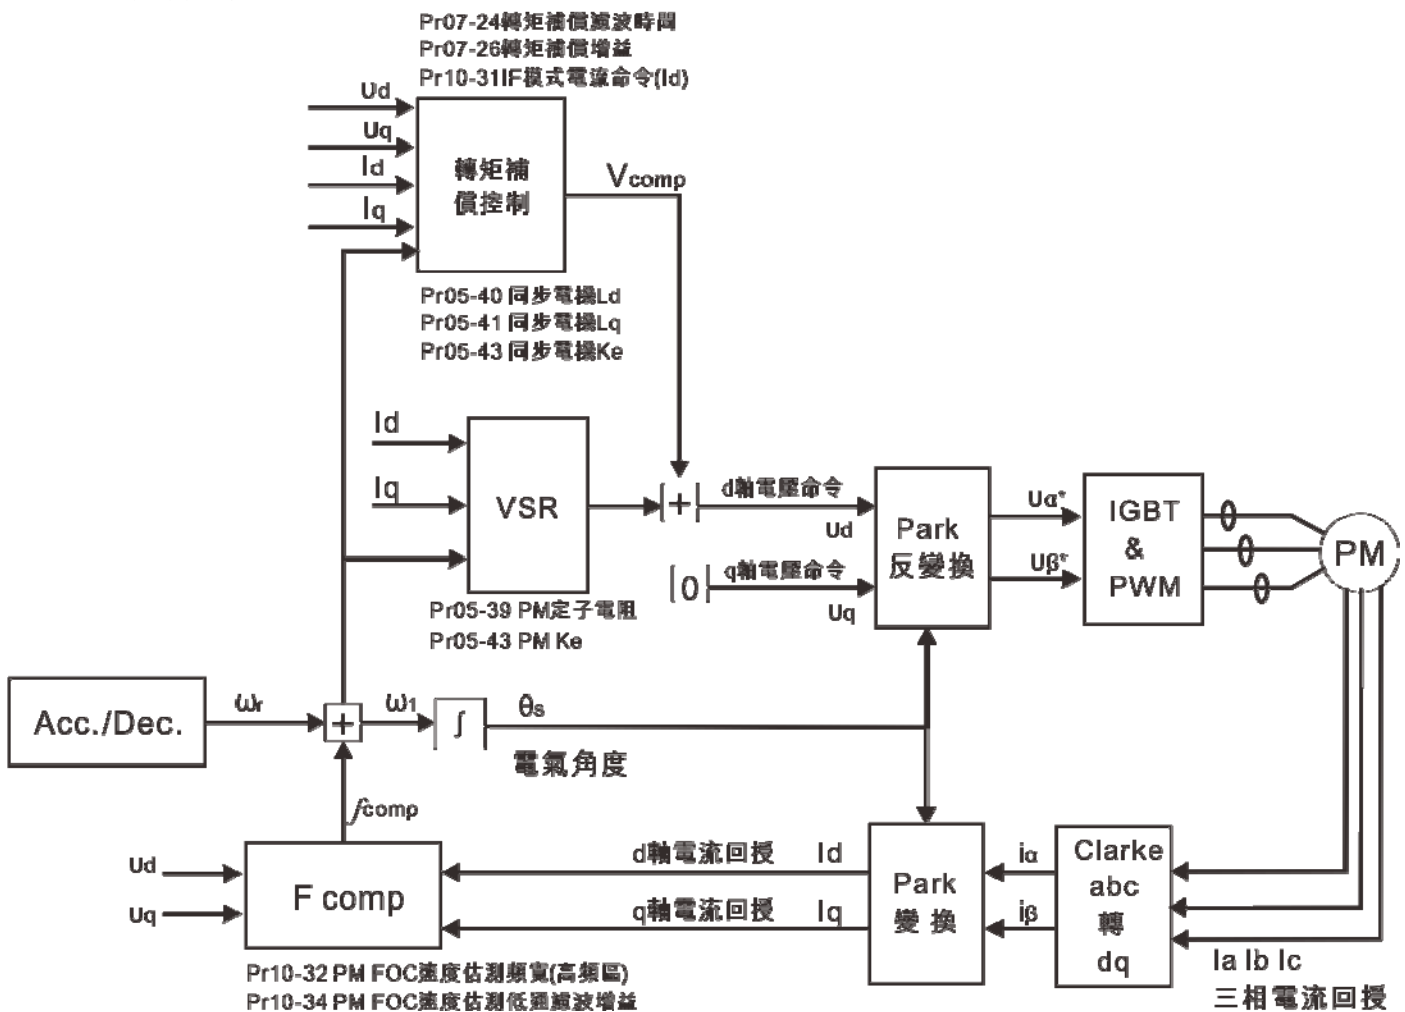 Pr07-24轉矩補償濾波時間
Pr07-26轉矩補償增益
Pr10-31IF模式電流命令(Id)
Ud
Uq
Id
Iq
轉矩補
償控制
Vcomp
Pr05-40 同步電機Ld
Pr05-41 同步電機Lq
Pr05-43 同步電機Ke
Id
Iq
VSR
+
d軸電壓命令
Ud
0
q軸電壓命令
Uq
Park
反變換
Uα*
Uβ*
IGBT
&
PWM
PM
Pr05-39 PM定子電阻
Pr05-43 PM Ke
Acc./Dec.
ωr
+
ω1
∫
θs
電氣角度
fcomp
Ud
Uq
F comp
d軸電流回授 Id
q軸電流回授 Iq
Park
變換
iα
iβ
Clarke
abc
轉
dq
Ia Ib Ic
三相電流回授
Pr10-32 PM FOC速度估測頻寬(高頻區)
Pr10-34 PM FOC速度估測低通濾波增益